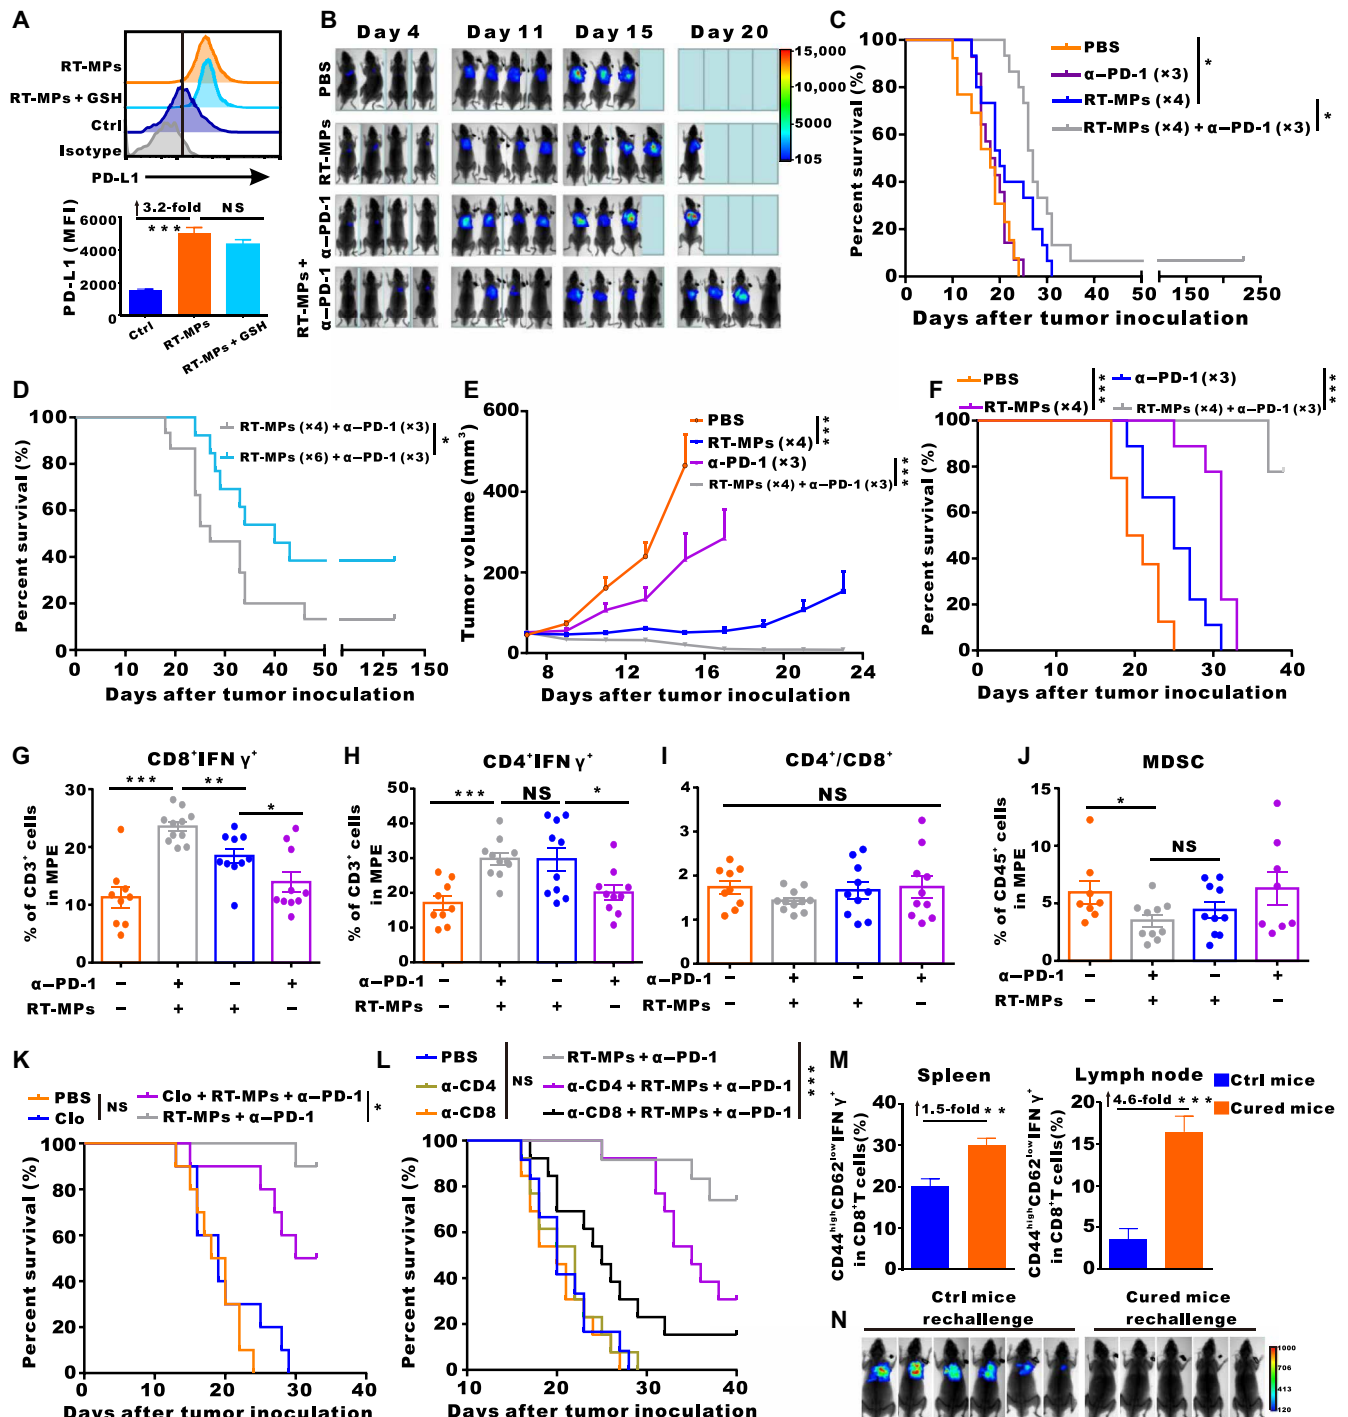 A
RT-MPs
RT-MPs + GSH
Ctrl
Isotype
PD-L1
↑3.2-fold
NS
***
PD-L1 (MFI)
6000
4000
2000
0
Ctrl
RT-MPs
RT-MPs + GSH
B
Day 4
Day 11
Day 15
Day 20
PBS
RT-MPs
α–PD-1
RT-MPs +
α–PD-1
15,000
10,000
5000
105
C
Percent survival (%)
100
80
60
40
20
0
PBS
α–PD-1 (×3)
RT-MPs (×4)
RT-MPs (×4) + α–PD-1 (×3)
*
*
0 10 20 30 40 50 150 250
Days after tumor inoculation
D
Percent survival (%)
100
80
60
40
20
0
RT-MPs (×4) + α–PD-1 (×3)
RT-MPs (×6) + α–PD-1 (×3)
*
0 10 20 30 40 50 125 150
Days after tumor inoculation
E
Tumor volume (mm³)
600
400
200
0
PBS
RT-MPs (×4)
α-PD-1 (×3)
RT-MPs (×4) + α–PD-1 (×3)
***
***
8 12 16 20 24
Days after tumor inoculation
F
PBS
α–PD-1 (×3)
RT-MPs (×4)
RT-MPs (×4) + α–PD-1 (×3)
***
***
Percent survival (%)
100
80
60
40
20
0
0 10 20 30 40
Days after tumor inoculation
G
CD8⁺IFN γ⁺
*** ** *
% of CD3⁺ cells
in MPE
30
20
10
0
α–PD-1 – + – +
RT-MPs – + + –
H
CD4⁺IFN γ⁺
*** NS *
% of CD3⁺ cells
in MPE
50
40
30
20
10
0
α–PD-1 – + – +
RT-MPs – + + –
I
CD4⁺/CD8⁺
NS
4
3
2
1
0
α–PD-1 – + – +
RT-MPs – + + –
J
MDSC
* NS
% of CD45⁺ cells
in MPE
15
10
5
0
α–PD-1 – + – +
RT-MPs – + + –
K
PBS
Clo
NS
Clo + RT-MPs + α–PD-1
RT-MPs + α–PD-1
*
Percent survival (%)
100
80
60
40
20
0
0 10 20 30 40
Days after tumor inoculation
L
PBS
α-CD4
α-CD8
NS
RT-MPs + α–PD-1
α-CD4 + RT-MPs + α–PD-1
α-CD8 + RT-MPs + α–PD-1
***
Percent survival (%)
100
80
60
40
20
0
10 20 30 40
Days after tumor inoculation
M
Spleen
↑1.5-fold **
CD44ʰⁱᵍʰCD62ˡᵒʷIFN γ⁺
in CD8⁺T cells(%)
40
30
20
10
0
Lymph node
↑4.6-fold ***
CD44ʰⁱᵍʰCD62ˡᵒʷIFN γ⁺
in CD8⁺T cells(%)
20
15
10
5
0
Ctrl mice
Cured mice
N
Ctrl mice
rechallenge
Cured mice
rechallenge
1000
706
413
120